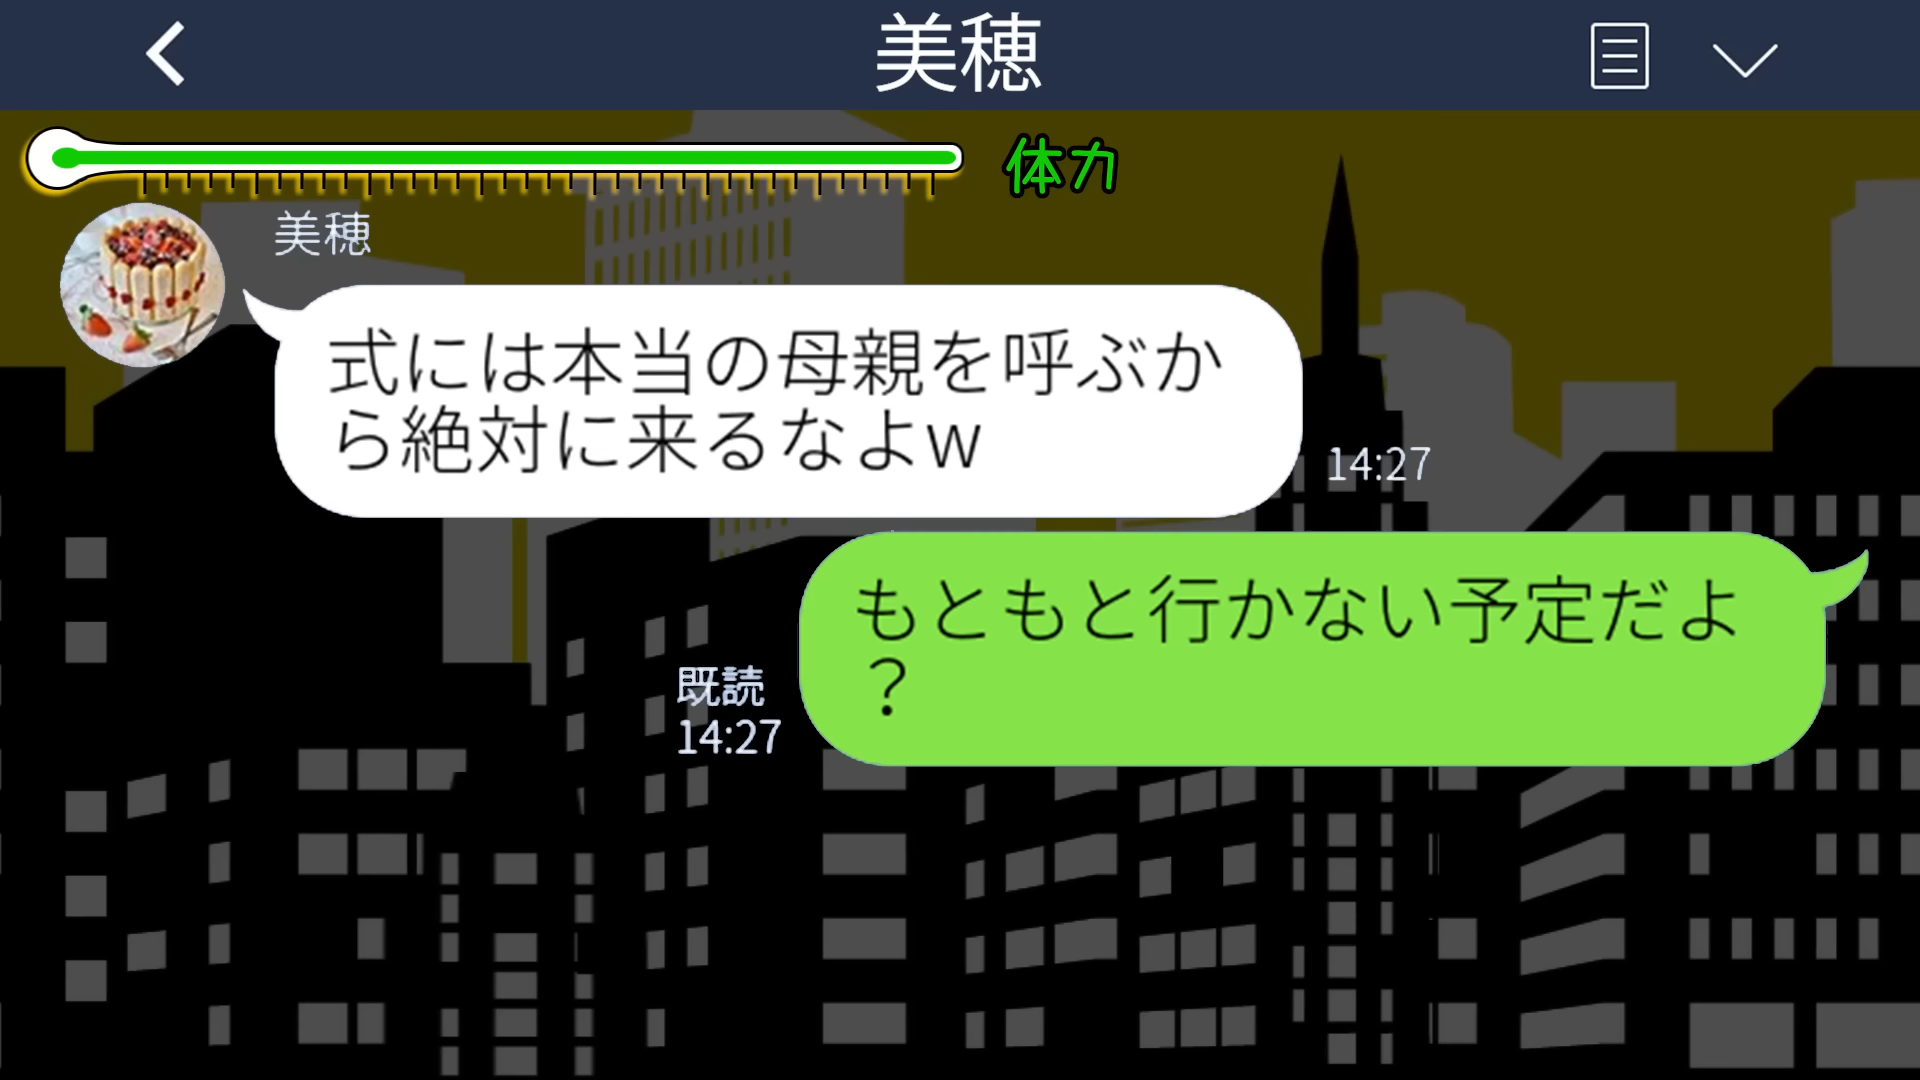 美穂
体力
美穂
式には本当の母親を呼ぶか
ら絶対に来るなよw
14:27
もともと行かない予定だよ
？
既読
14:27